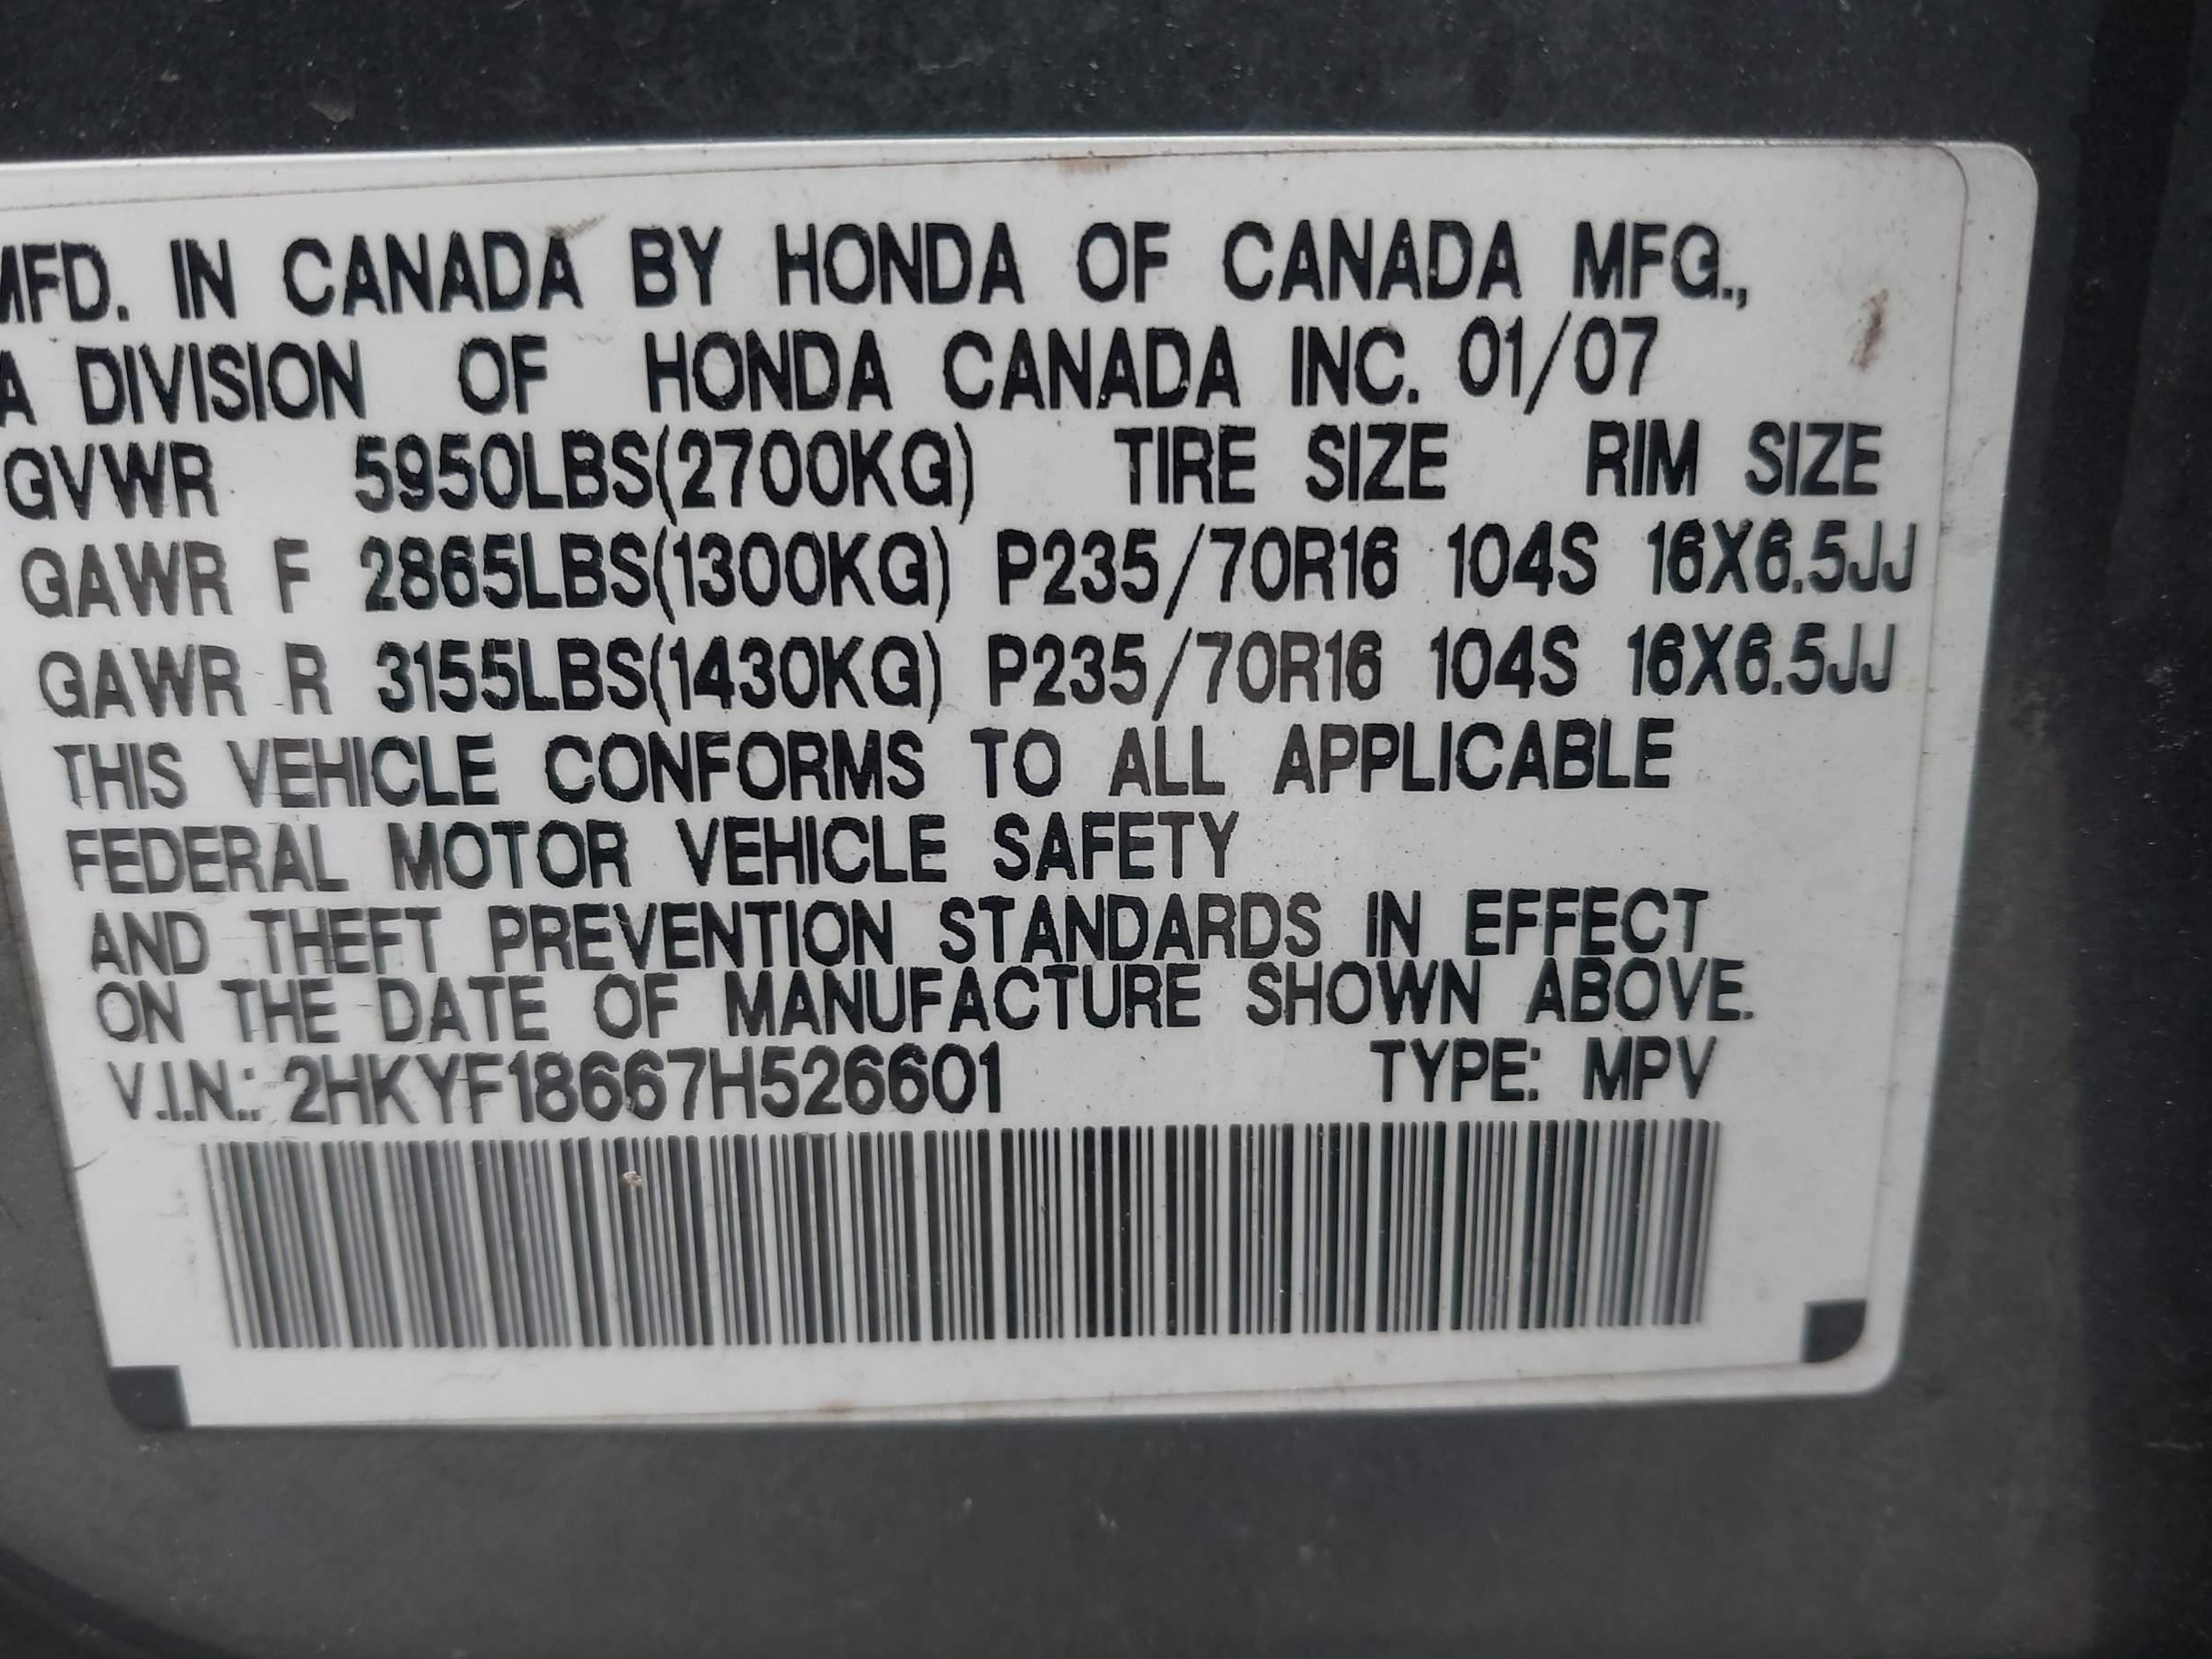 MFD. IN CANADA BY HONDA OF CANADA MFG.,
A DIVISION OF HONDA CANADA INC. 01/07
GVWR 5950LBS(2700KG) TIRE SIZE RIM SIZE
GAWR F 2865LBS(1300KG) P235/70R16 104S 16X6.5JJ
GAWR R 3155LBS(1430KG) P235/70R16 104S 16X6.5JJ
THIS VEHICLE CONFORMS TO ALL APPLICABLE
FEDERAL MOTOR VEHICLE SAFETY
AND THEFT PREVENTION STANDARDS IN EFFECT
ON THE DATE OF MANUFACTURE SHOWN ABOVE.
V.I.N.: 2HKYF18667H526601 TYPE: MPV